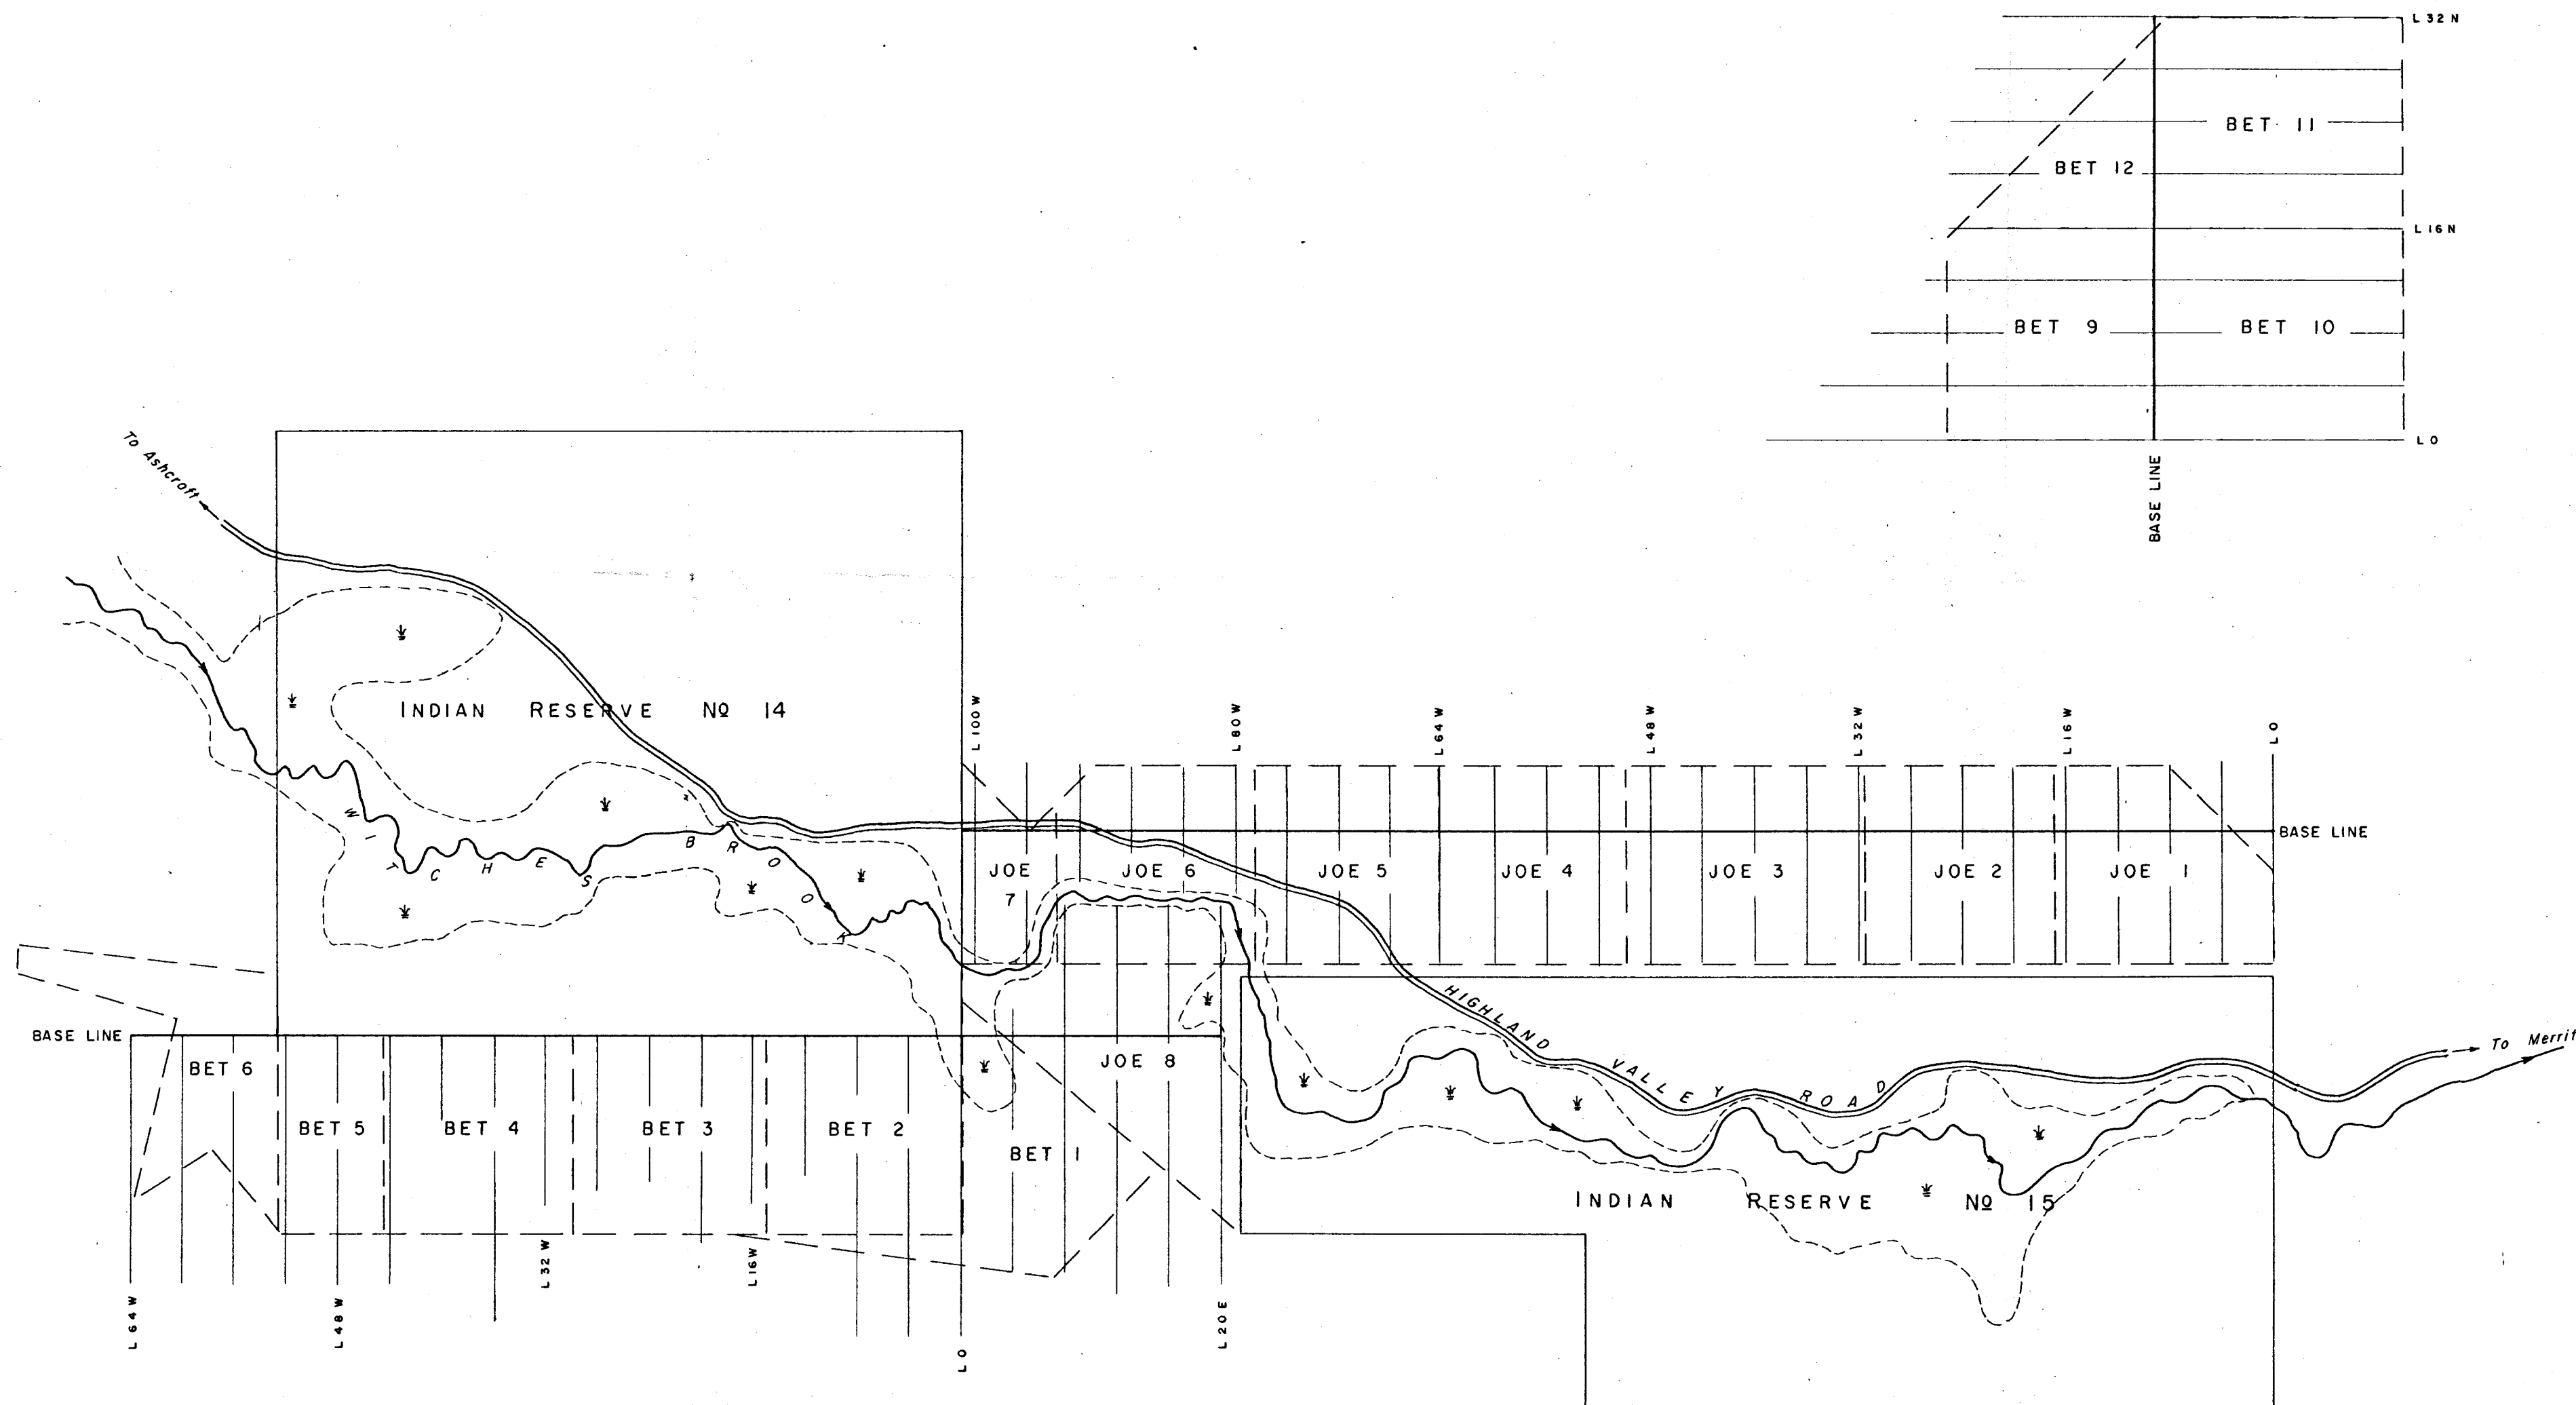 L 32 N
BET 11
BET 12
L 16 N
BET 9
BET 10
L 0
BASE LINE
To Ashcroft
INDIAN RESERVE No 14
L 100 W
L 80 W
L 64 W
L 48 W
L 32 W
L 16 W
L 0
BASE LINE
WITCHES BROOK
JOE 7
JOE 6
JOE 5
JOE 4
JOE 3
JOE 2
JOE 1
HIGHLAND VALLEY ROAD
BASE LINE
BET 6
JOE 8
To Merrit
BET 5
BET 4
BET 3
BET 2
BET 1
INDIAN RESERVE No 15
L 64 W
L 48 W
L 32 W
L 16 W
L 0
L 20 E